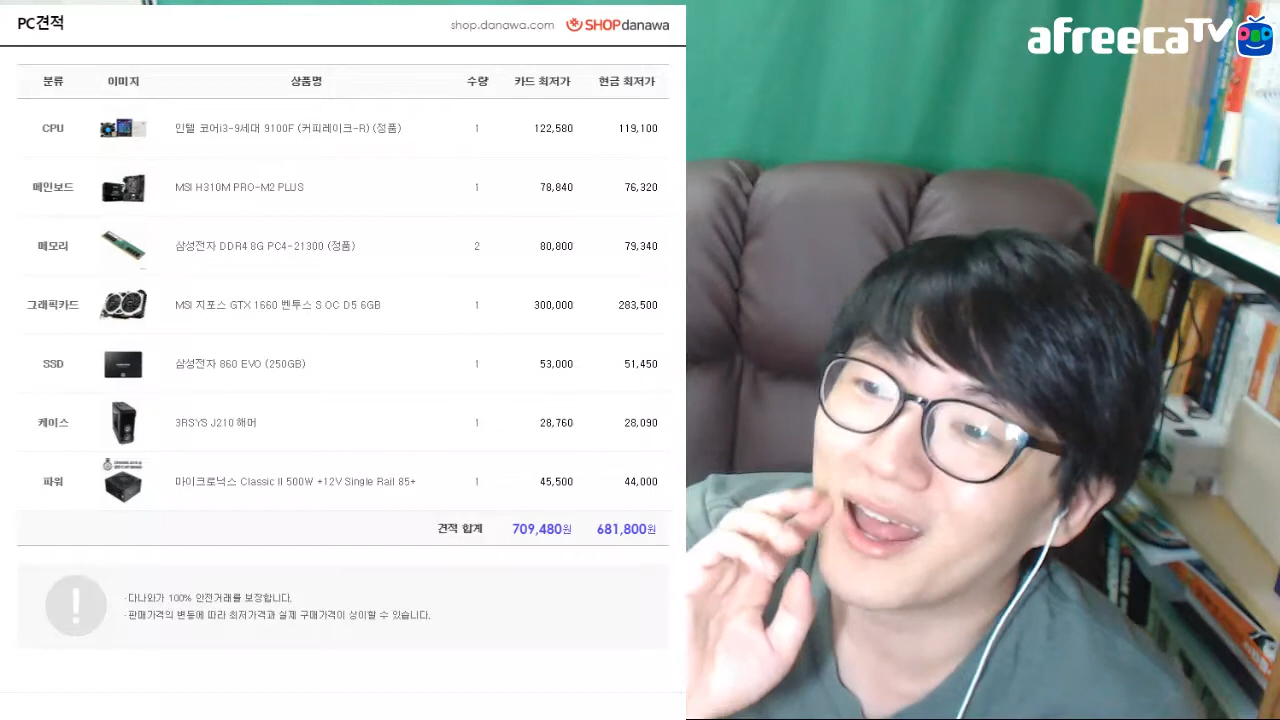 PC견적
shop.danawa.com SHOPdanawa
afreecaTV
분류 이미지 상품명 수량 카드 최저가 현금 최저가
CPU 인텔 코어i3-9세대 9100F (커피레이크-R) (정품) 1 122,580 119,100
메인보드 MSI H310M PRO-M2 PLUS 1 78,840 76,320
메모리 삼성전자 DDR4 8G PC4-21300 (정품) 2 80,800 79,340
그래픽카드 MSI 지포스 GTX 1660 벤투스 S OC D5 6GB 1 300,000 283,500
SSD 삼성전자 860 EVO (250GB) 1 53,000 51,450
케이스 3RSYS J210 해머 1 28,760 28,090
파워 마이크로닉스 Classic II 500W +12V Single Rail 85+ 1 45,500 44,000
견적 합계 709,480원 681,800원
·다나와가 100% 안전거래를 보장합니다.
·판매가격의 변동에 따라 최저가격과 실제 구매가격이 상이할 수 있습니다.